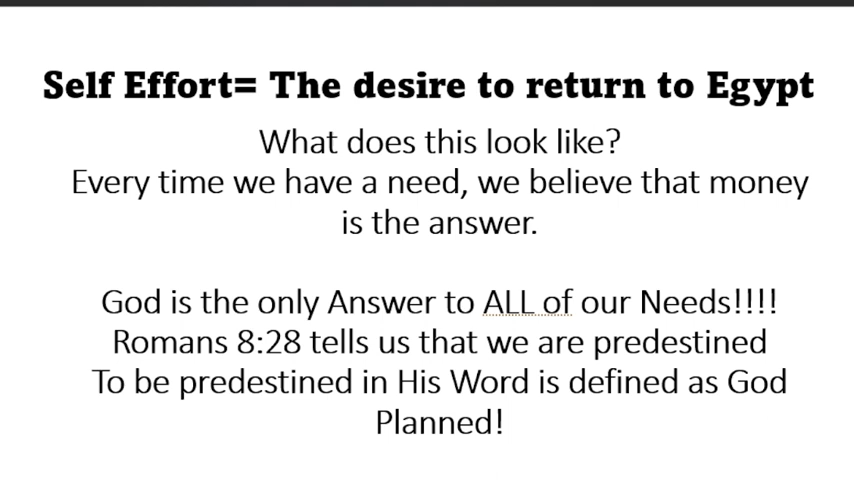 Self Effort= The desire to return to Egypt
What does this look like?
Every time we have a need, we believe that money
is the answer.
God is the only Answer to ALL of our Needs!!!!
Romans 8:28 tells us that we are predestined
To be predestined in His Word is defined as God
Planned!